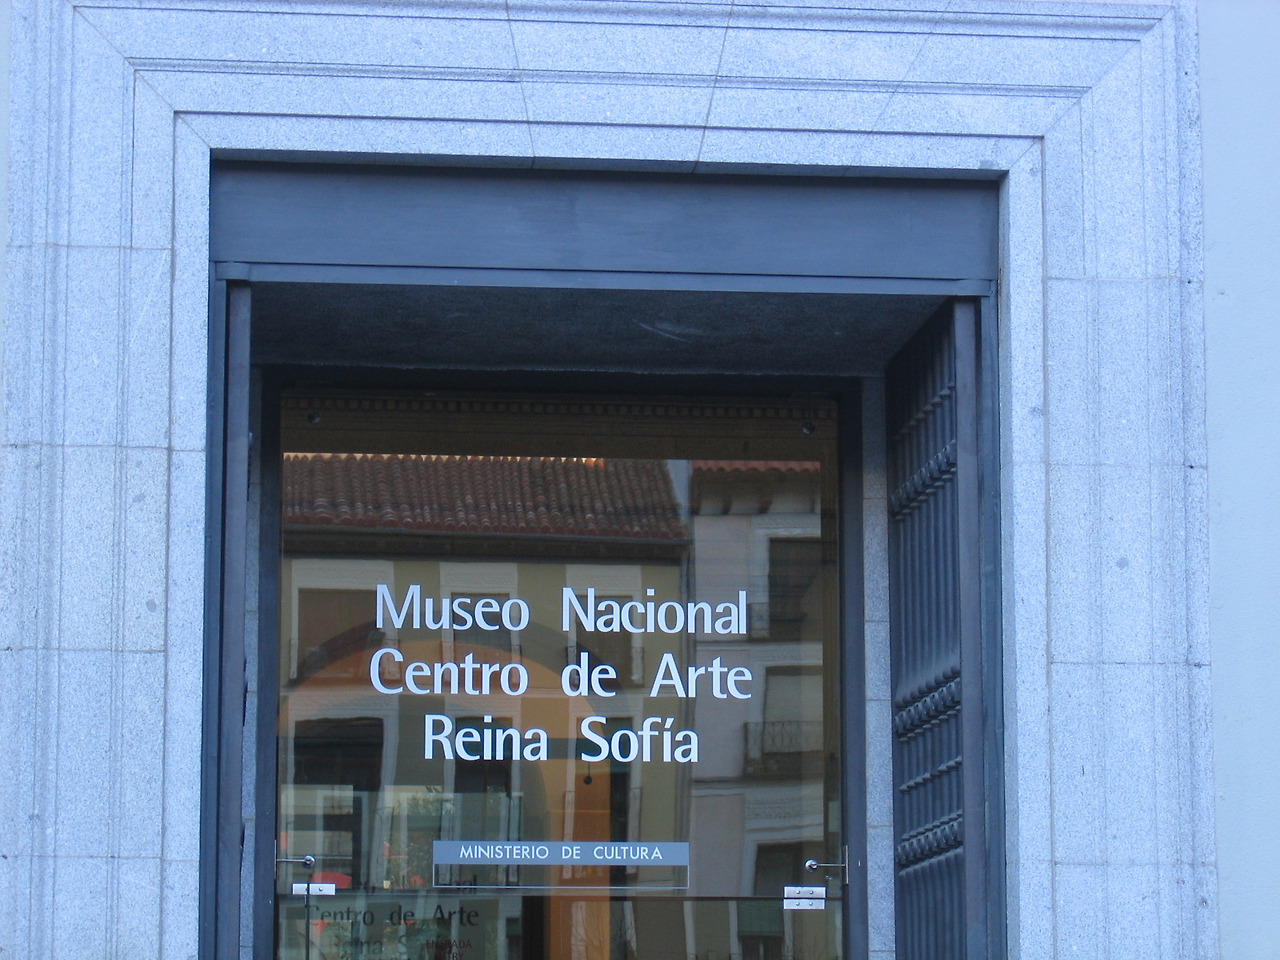 Museo Nacional
Centro de Arte
Reina Sofía
MINISTERIO DE CULTURA
Centro de Arte